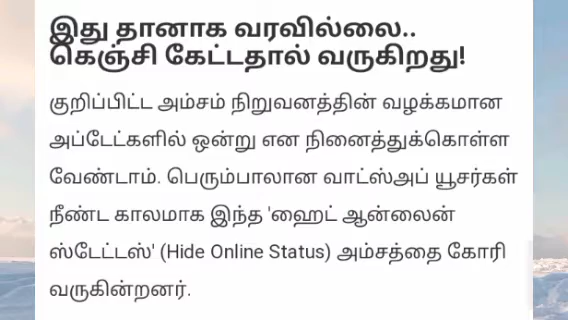 இது தானாக வரவில்லை..
கெஞ்சி கேட்டதால் வருகிறது!
குறிப்பிட்ட அம்சம் நிறுவனத்தின் வழக்கமான
அப்டேட்களில் ஒன்று என நினைத்துக்கொள்ள
வேண்டாம். பெரும்பாலான வாட்ஸ்அப் யூசர்கள்
நீண்ட காலமாக இந்த 'ஹைட் ஆன்லைன்
ஸ்டேட்டஸ்' (Hide Online Status) அம்சத்தை கோரி
வருகின்றனர்.